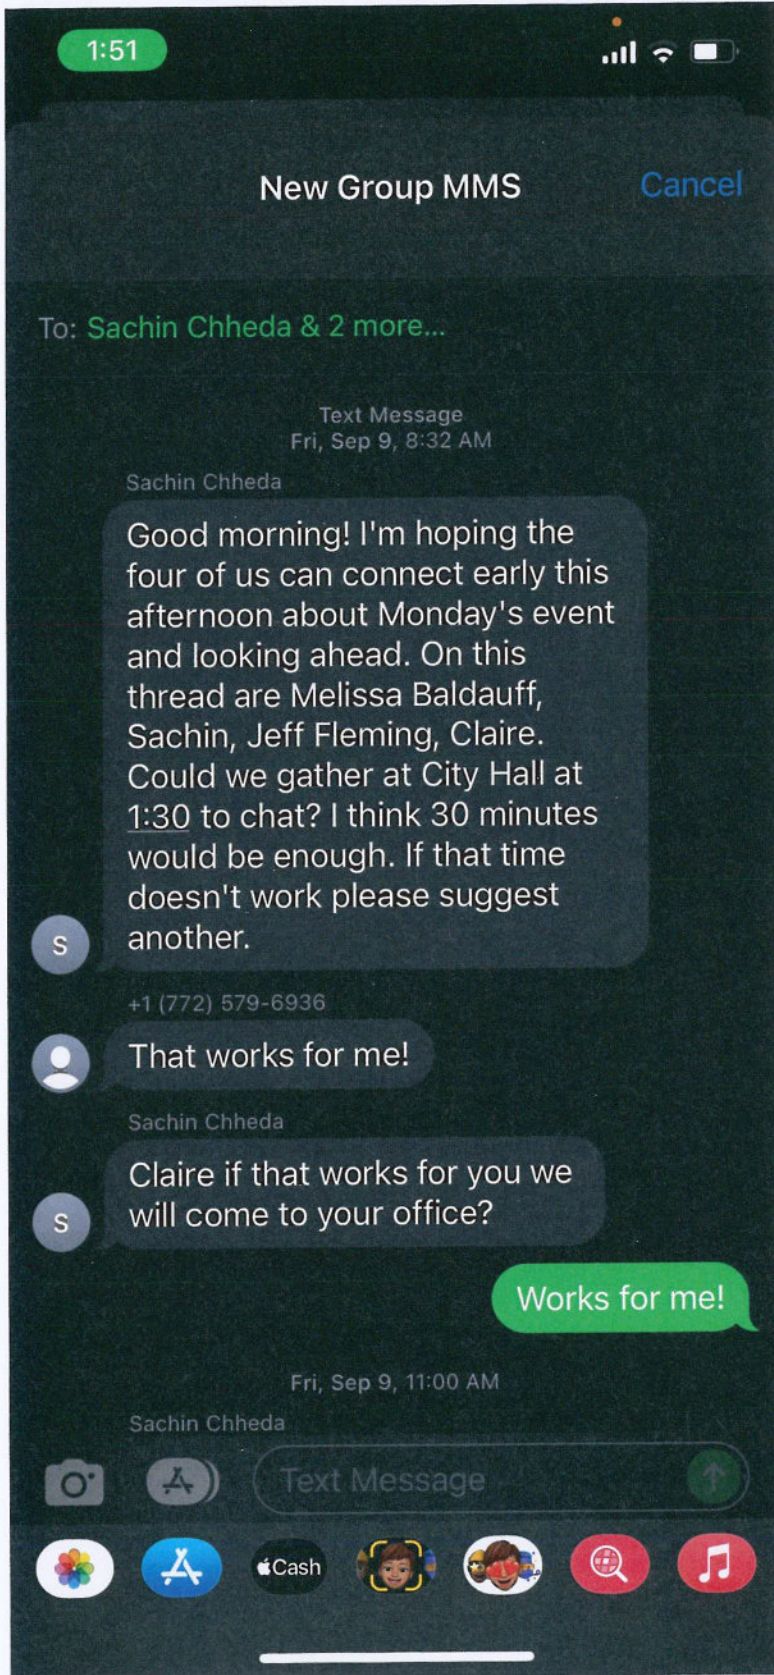 1:51
New Group MMS
Cancel
To: Sachin Chheda & 2 more...
Text Message
Fri, Sep 9, 8:32 AM
Sachin Chheda
Good morning! I'm hoping the
four of us can connect early this
afternoon about Monday's event
and looking ahead. On this
thread are Melissa Baldauff,
Sachin, Jeff Fleming, Claire.
Could we gather at City Hall at
1:30 to chat? I think 30 minutes
would be enough. If that time
doesn't work please suggest
another.
S
+1 (772) 579-6936
That works for me!
Sachin Chheda
Claire if that works for you we
will come to your office?
S
Works for me!
Fri, Sep 9, 11:00 AM
Sachin Chheda
Text Message
Cash